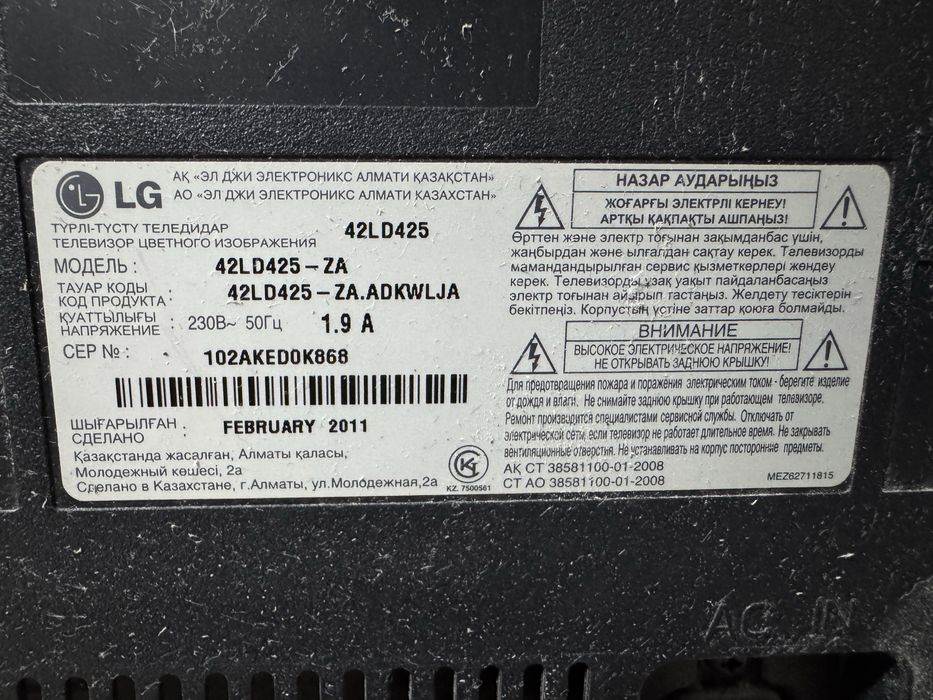 LG
АҚ «ЭЛ ДЖИ ЭЛЕКТРОНИКС АЛМАТИ ҚАЗАҚСТАН»
АО «ЭЛ ДЖИ ЭЛЕКТРОНИКС АЛМАТИ КАЗАХСТАН»
ТҮРЛІ-ТҮСТҮ ТЕЛЕДИДАР
ТЕЛЕВИЗОР ЦВЕТНОГО ИЗОБРАЖЕНИЯ
42LD425
МОДЕЛЬ : 42LD425-ZA
ТАУАР КОДЫ
КОД ПРОДУКТА : 42LD425-ZA.ADKWLJA
ҚУАТТЫЛЫҒЫ
НАПРЯЖЕНИЕ : 230В~ 50Гц 1.9 A
СЕР № : 102AKED0K868
ШЫҒАРЫЛҒАН
СДЕЛАНО : FEBRUARY 2011
Қазақстанда жасалған, Алматы қаласы,
Молодежный көшесі, 2а
Сделано в Казахстане, г.Алматы, ул.Молодежная,2а
KZ. 7500561
НАЗАР АУДАРЫҢЫЗ
ЖОҒАРҒЫ ЭЛЕКТРЛІ КЕРНЕУ!
АРТҚЫ ҚАҚПАҚТЫ АШПАҢЫЗ!
Өрттен және электр тоғынан зақымданбас үшін,
жаңбырдан және ылғалдан сақтау керек. Телевизорды
мамандандырылған сервис қызметкерлері жөндеу
керек. Телевизорды ұзақ уақыт пайдаланбасаңыз
электр тоғынан айырып тастаңыз. Желдету тесіктерін
бекітпеңіз. Корпустың үстіне заттар қоюға болмайды.
ВНИМАНИЕ
ВЫСОКОЕ ЭЛЕКТРИЧЕСКОЕ НАПРЯЖЕНИЕ!
НЕ ОТКРЫВАТЬ ЗАДНЮЮ КРЫШКУ!
Для предотвращения пожара и поражения электрическим током - берегите изделие
от дождя и влаги. Не снимайте заднюю крышку при работающем телевизоре.
Ремонт производится специалистами сервисной службы. Отключать от
электрической сети, если телевизор не работает длительное время. Не закрывать
вентиляционные отверстия. Не устанавливать на корпус посторонние предметы.
АҚ СТ 38581100-01-2008
СТ АО 38581100-01-2008
MEZ62711815
AC IN